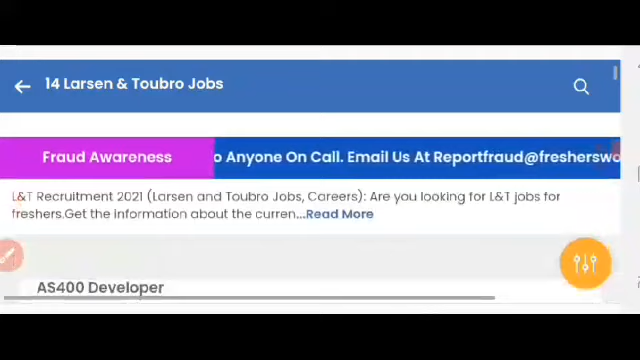 14 Larsen & Toubro Jobs
Fraud Awareness
o Anyone On Call. Email Us At Reportfraud@fresherswo
L&T Recruitment 2021 (Larsen and Toubro Jobs, Careers): Are you looking for L&T jobs for
freshers.Get the information about the curren...Read More
AS400 Developer